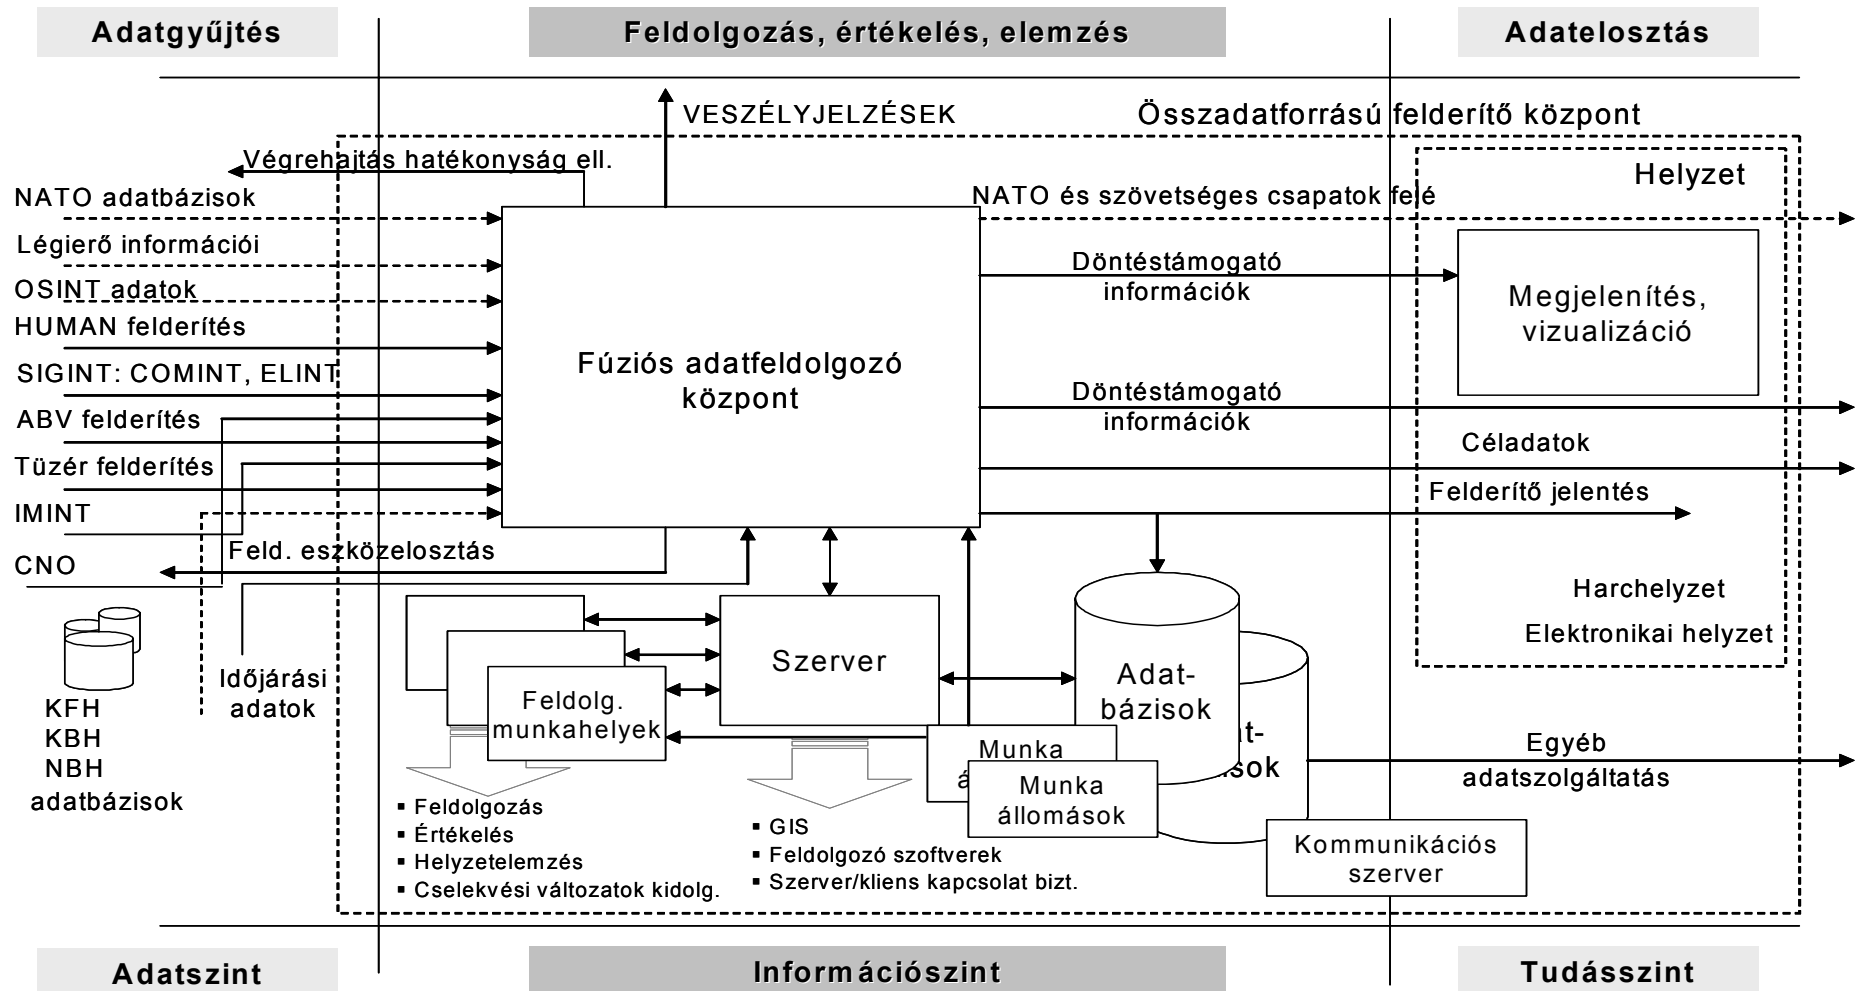 Adatgyűjtés
Feldolgozás, értékelés, elemzés
Adatelosztás
VESZÉLYJELZÉSEK
Összadatforrású felderítő központ
Végrehajtás hatékonyság ell.
Helyzet
NATO adatbázisok
NATO és szövetséges csapatok felé
Légierő információi
Döntéstámogató
információk
OSINT adatok
Megjelenítés,
vizualizáció
HUMAN felderítés
Fúziós adatfeldolgozó
központ
SIGINT: COMINT, ELINT
Döntéstámogató
információk
ABV felderítés
Céladatok
Tüzér felderítés
Felderítő jelentés
IMINT
Feld. eszközelosztás
CNO
Harchelyzet
Elektronikai helyzet
Szerver
Adat-
bázisok
Időjárási
adatok
Feldolg.
munkahelyek
KFH
KBH
NBH
adatbázisok
t-
sok
Munka
á
Munka
állomások
Egyéb
adatszolgáltatás
▪ Feldolgozás
▪ Értékelés
▪ Helyzetelemzés
▪ Cselekvési változatok kidolg.
▪ GIS
▪ Feldolgozó szoftverek
▪ Szerver/kliens kapcsolat bizt.
Kommunikációs
szerver
Adatszint
Információszint
Tudásszint